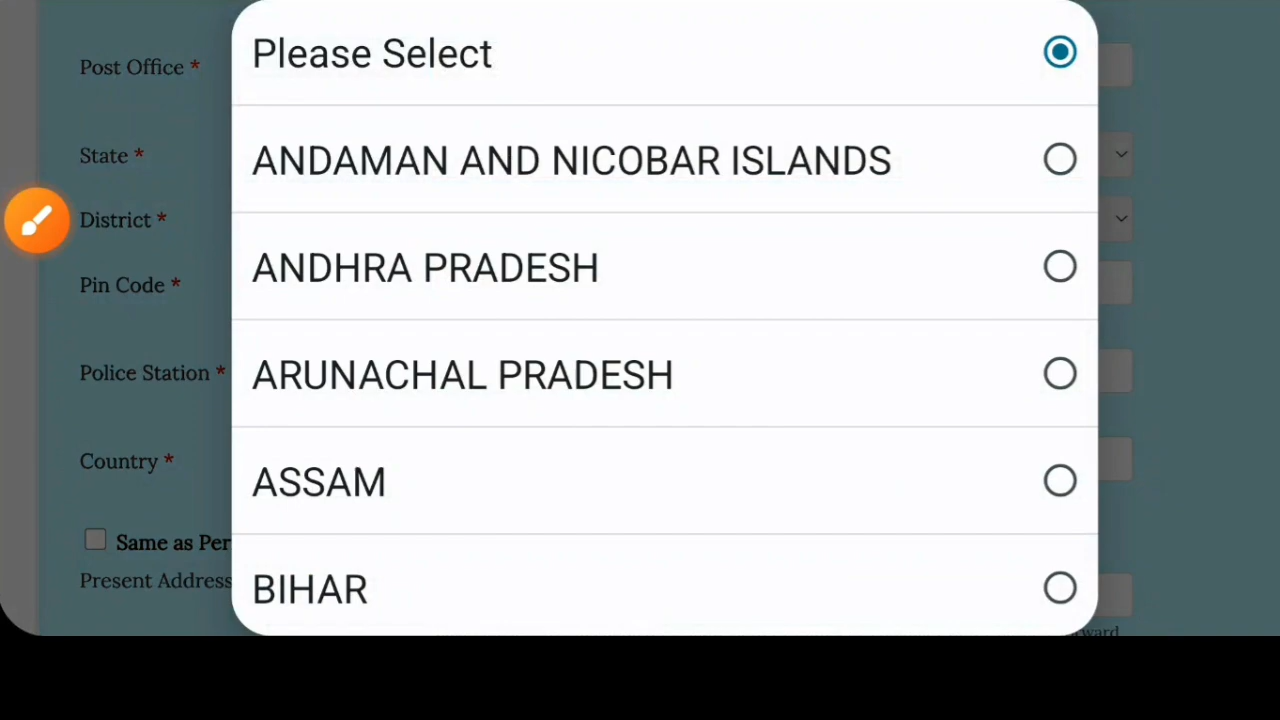 Please Select
ANDAMAN AND NICOBAR ISLANDS
ANDHRA PRADESH
ARUNACHAL PRADESH
ASSAM
BIHAR
Post Office *
State *
District *
Pin Code *
Police Station *
Country *
Same as Per
Present Address